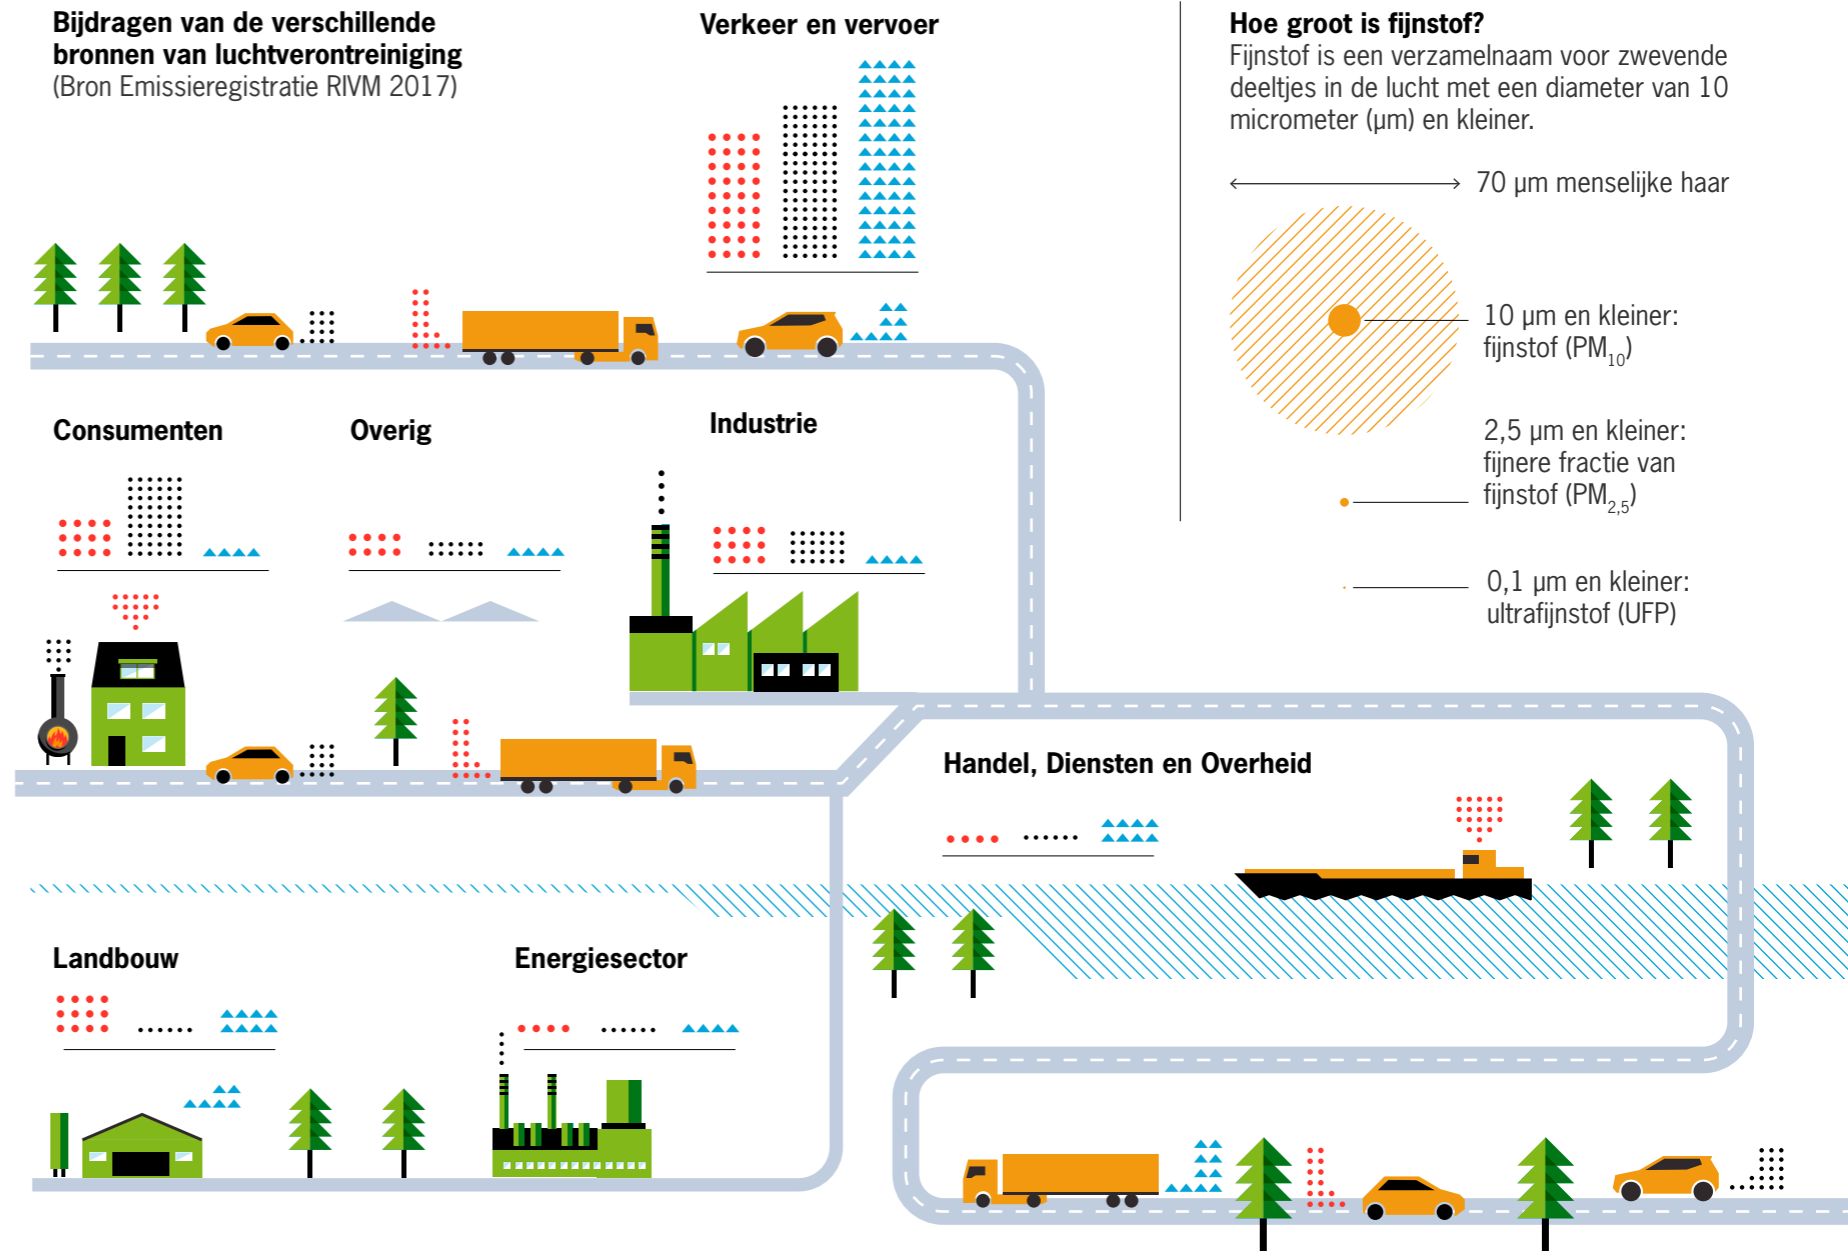 Bijdragen van de verschillende
bronnen van luchtverontreiniging
(Bron Emissieregistratie RIVM 2017)
Verkeer en vervoer
Hoe groot is fijnstof?
Fijnstof is een verzamelnaam voor zwevende
deeltjes in de lucht met een diameter van 10
micrometer (µm) en kleiner.
70 µm menselijke haar
10 µm en kleiner:
fijnstof (PM₁₀)
2,5 µm en kleiner:
fijnere fractie van
fijnstof (PM₂,₅)
0,1 µm en kleiner:
ultrafijnstof (UFP)
Consumenten
Overig
Industrie
Handel, Diensten en Overheid
Landbouw
Energiesector